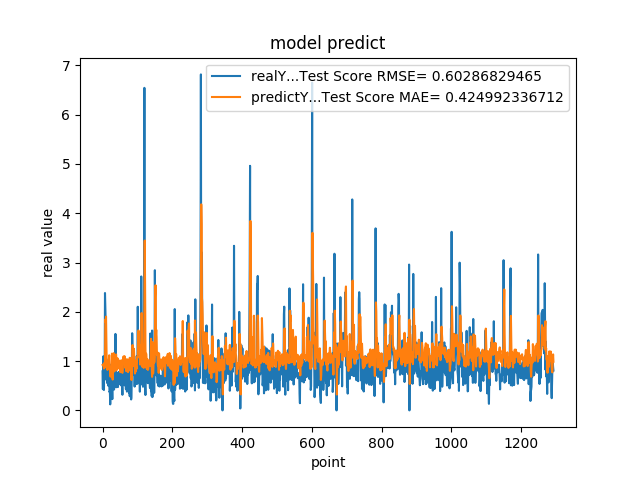 model predict
realY...Test Score RMSE= 0.60286829465
predictY...Test Score MAE= 0.424992336712
7
6
5
4
3
2
1
0
real value
0 200 400 600 800 1000 1200
point